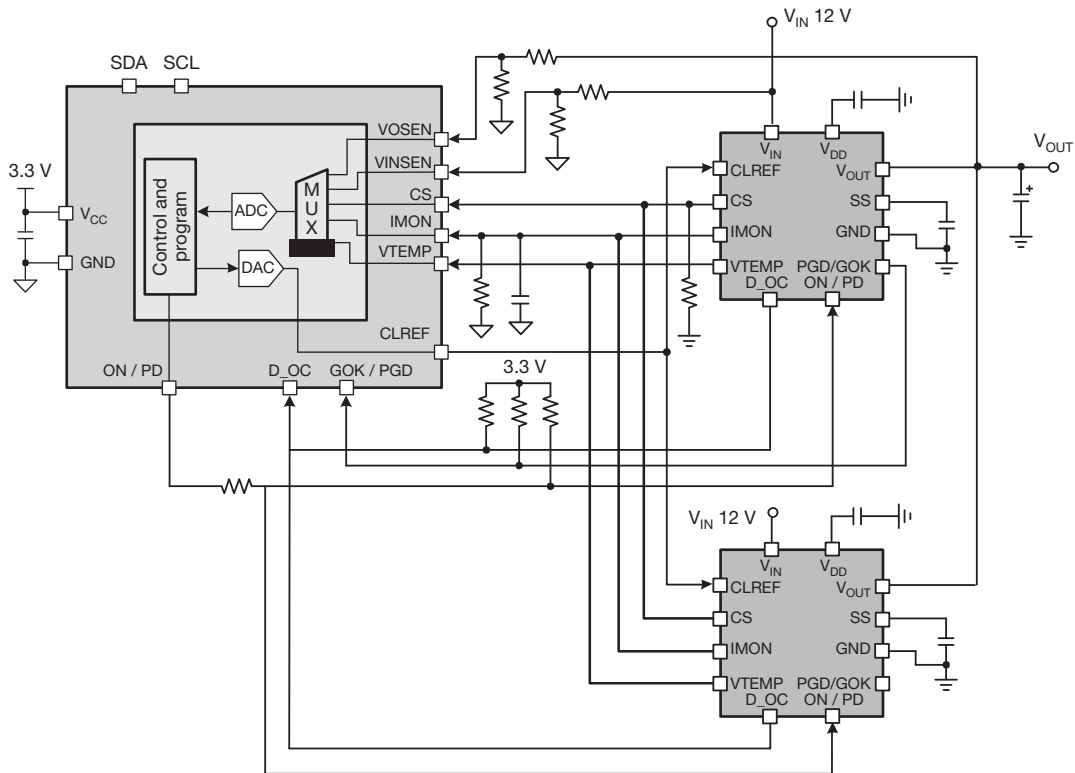 V_IN 12 V
SDA SCL
VOSEN
VINSEN
CS
IMON
VTEMP
CLREF
3.3 V
V_CC
GND
Control and program
ADC
DAC
MUX
ON / PD
D_OC
GOK / PGD
3.3 V
V_IN
V_DD
CLREF
V_OUT
CS
SS
IMON
GND
VTEMP
PGD/GOK
D_OC
ON / PD
V_OUT
V_IN 12 V
V_IN
V_DD
CLREF
V_OUT
CS
SS
IMON
GND
VTEMP
PGD/GOK
D_OC
ON / PD